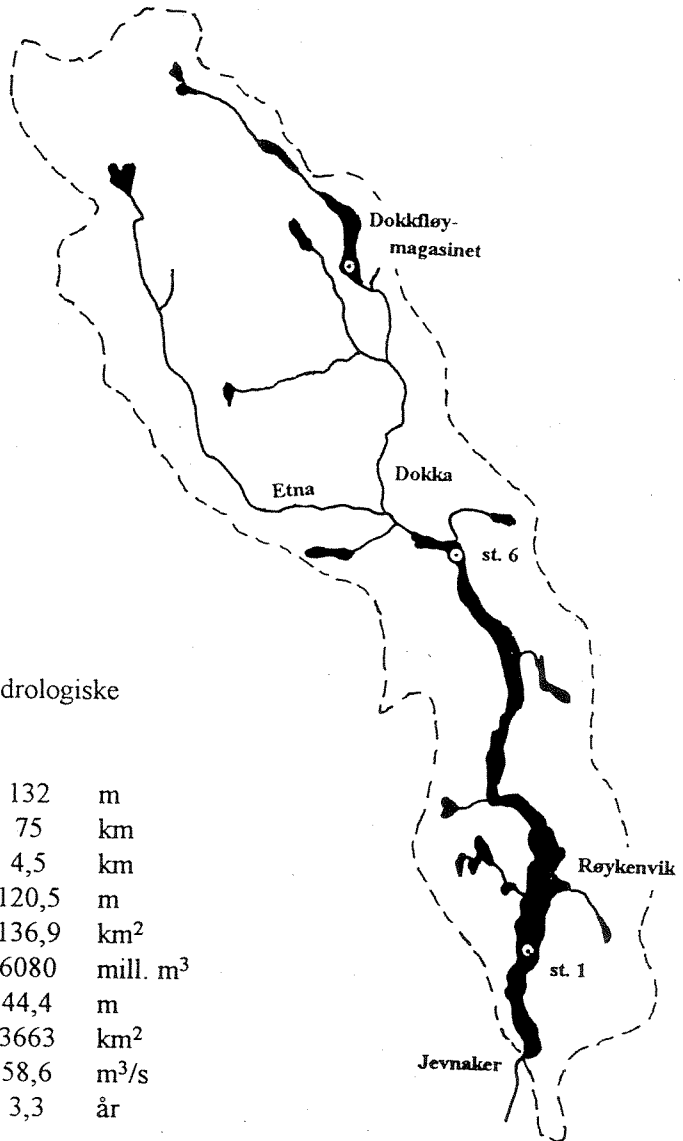 Dokkfløy-
magasinet
Etna
Dokka
st. 6
drologiske
132 m
75 km
4,5 km
120,5 m
136,9 km²
6080 mill. m³
44,4 m
3663 km²
58,6 m³/s
3,3 år
Røykenvik
st. 1
Jevnaker